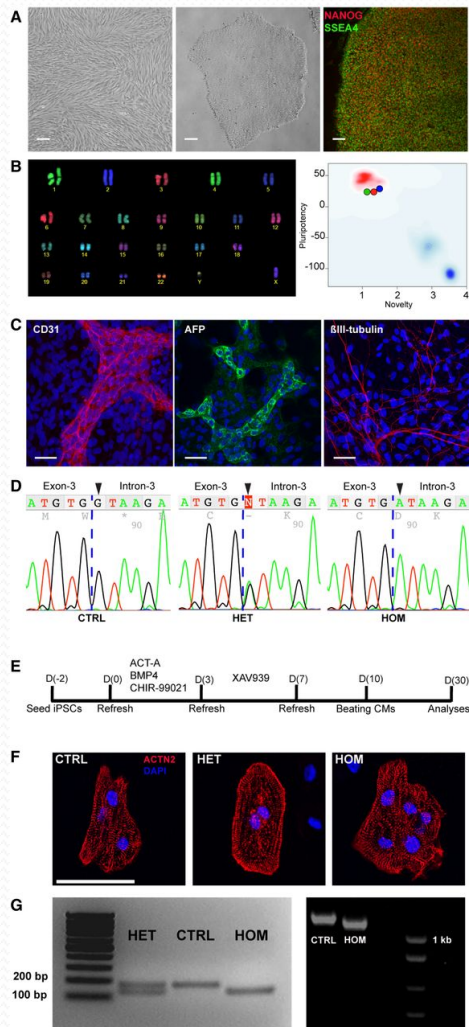 A
NANOG
SSEA4
B
1 2 3 4 5
6 7 8 9 10 11 12
13 14 15 16 17 18
19 20 21 22 Y X
Pluripotency
50
0
-50
-100
1 2 3 4
Novelty
C
CD31
AFP
ßIII-tubulin
D
Exon-3 Intron-3
A T G T G G T A A G A
M W *
90
CTRL
Exon-3 Intron-3
A T G T G N T A A G A
C - K
90
HET
Exon-3 Intron-3
A T G T G A T A A G A
C D K
90
HOM
E
ACT-A
BMP4
CHIR-99021
XAV939
D(-2) D(0) D(3) D(7) D(10) D(30)
Seed iPSCs Refresh Refresh Refresh Beating CMs Analyses
F
CTRL
ACTN2
DAPI
HET
HOM
G
HET CTRL HOM
200 bp
100 bp
CTRL HOM
1 kb